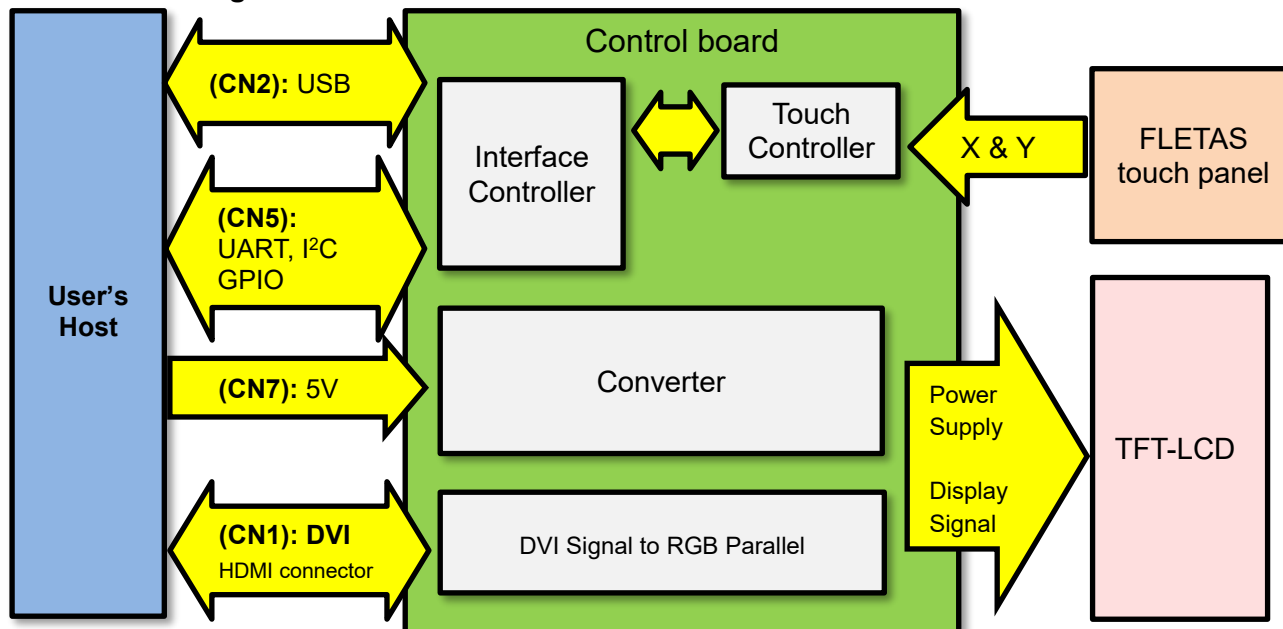 Control board
(CN2): USB
Interface
Controller
Touch
Controller
X & Y
FLETAS
touch panel
(CN5):
UART, I²C
GPIO
User's
Host
(CN7): 5V
Converter
Power
Supply
Display
Signal
TFT-LCD
(CN1): DVI
HDMI connector
DVI Signal to RGB Parallel